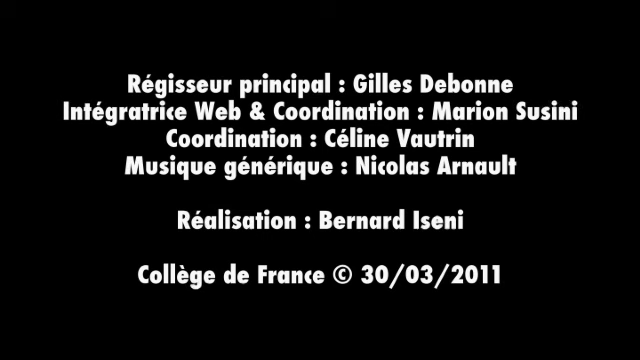 Régisseur principal : Gilles Debonne
Intégratrice Web & Coordination : Marion Susini
Coordination : Céline Vautrin
Musique générique : Nicolas Arnault
Réalisation : Bernard Iseni
Collège de France © 30/03/2011